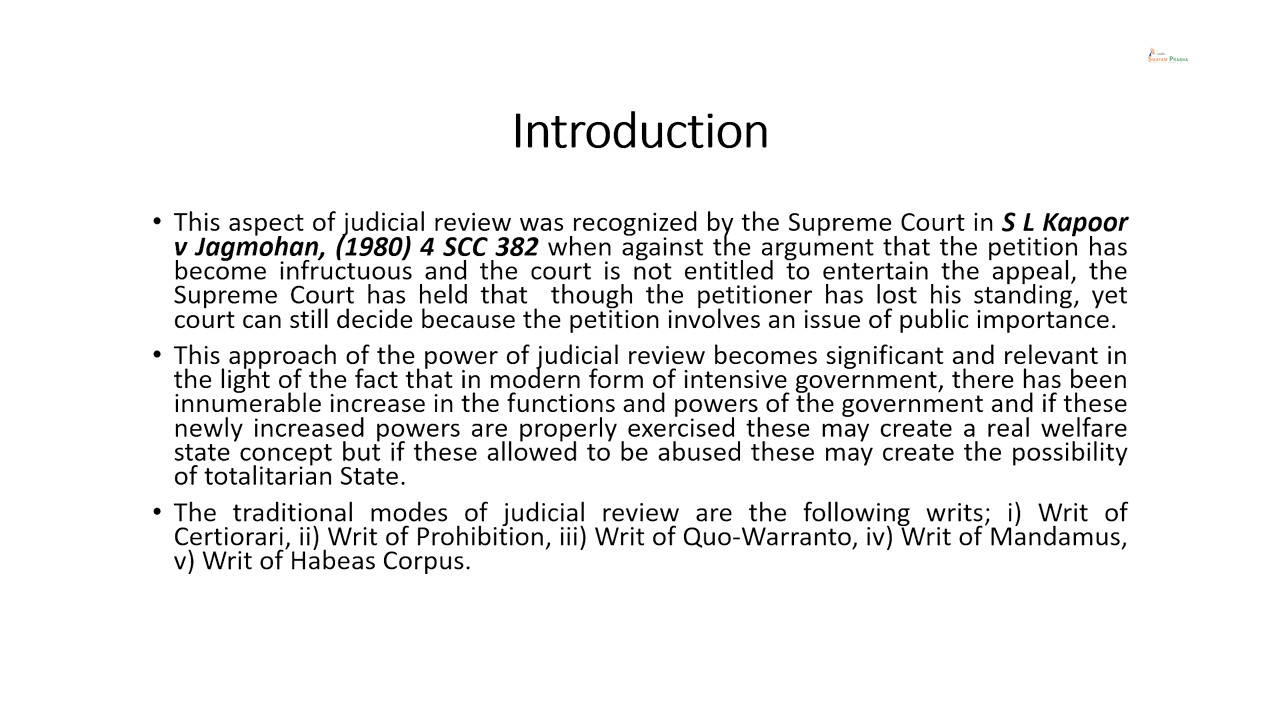 Swayam Prabha
Introduction
• This aspect of judicial review was recognized by the Supreme Court in S L Kapoor
v Jagmohan, (1980) 4 SCC 382 when against the argument that the petition has
become infructuous and the court is not entitled to entertain the appeal, the
Supreme Court has held that  though the petitioner has lost his standing, yet
court can still decide because the petition involves an issue of public importance.
• This approach of the power of judicial review becomes significant and relevant in
the light of the fact that in modern form of intensive government, there has been
innumerable increase in the functions and powers of the government and if these
newly increased powers are properly exercised these may create a real welfare
state concept but if these allowed to be abused these may create the possibility
of totalitarian State.
• The traditional modes of judicial review are the following writs; i) Writ of
Certiorari, ii) Writ of Prohibition, iii) Writ of Quo-Warranto, iv) Writ of Mandamus,
v) Writ of Habeas Corpus.